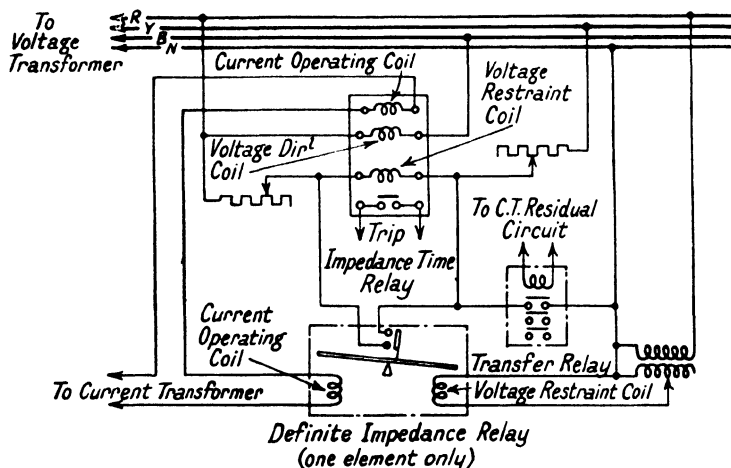 To
Voltage
Transformer
R
Y
B
N
Current Operating
Coil
Voltage
Restraint
Coil
Voltage Dirˡ
Coil
To C.T. Residual
Circuit
Trip
Impedance Time
Relay
Current
Operating
Coil
Transfer Relay
To Current Transformer
Voltage Restraint Coil
Definite Impedance Relay
(one element only)